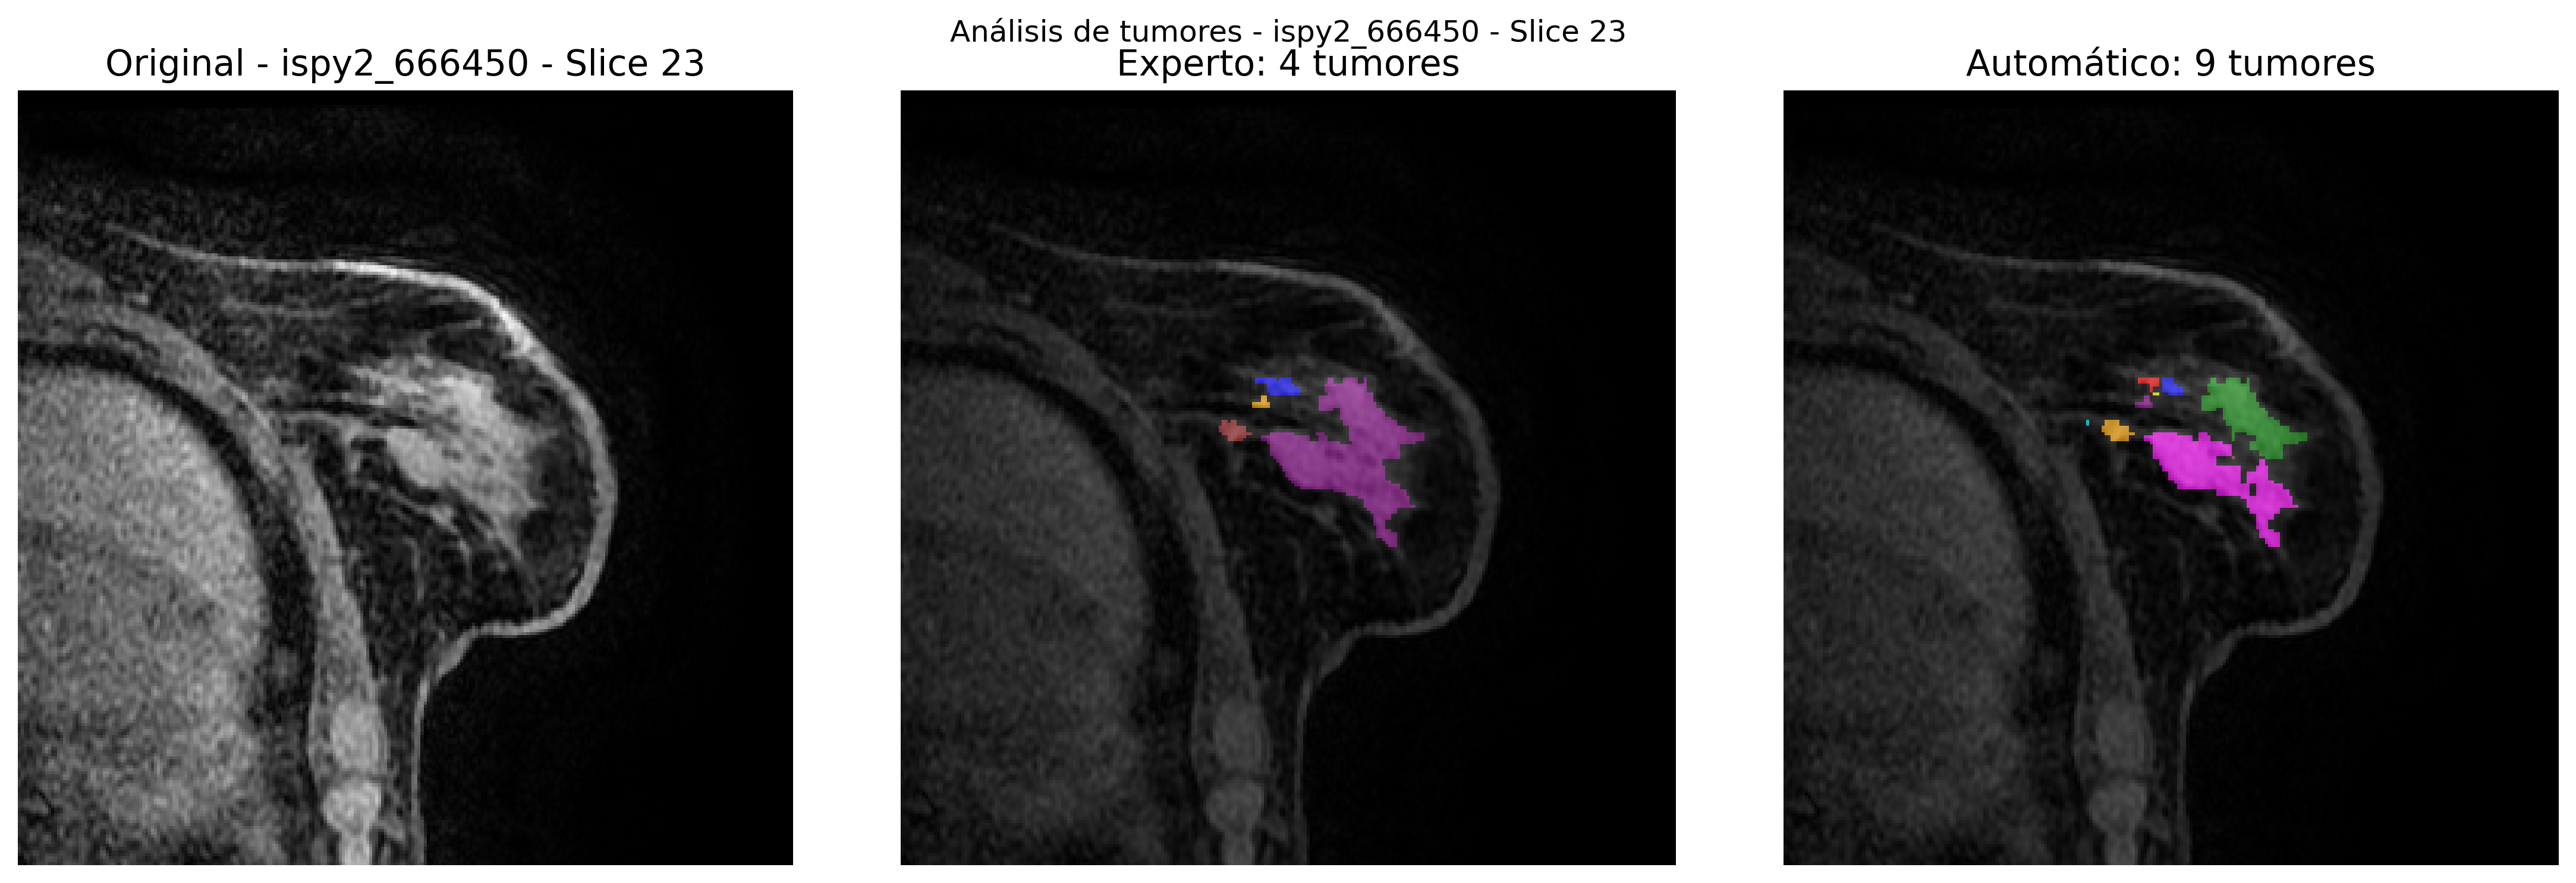 Análisis de tumores - ispy2_666450 - Slice 23
Original - ispy2_666450 - Slice 23
Experto: 4 tumores
Automático: 9 tumores